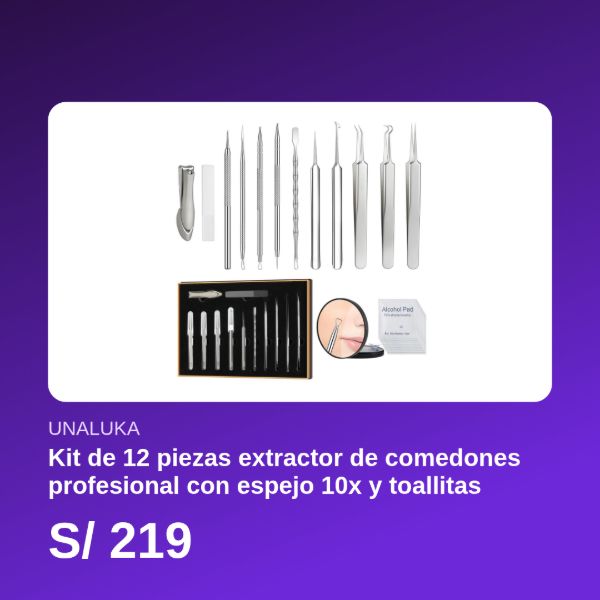 Alcohol Pad
UNALUKA
Kit de 12 piezas extractor de comedones
profesional con espejo 10x y toallitas
S/ 219